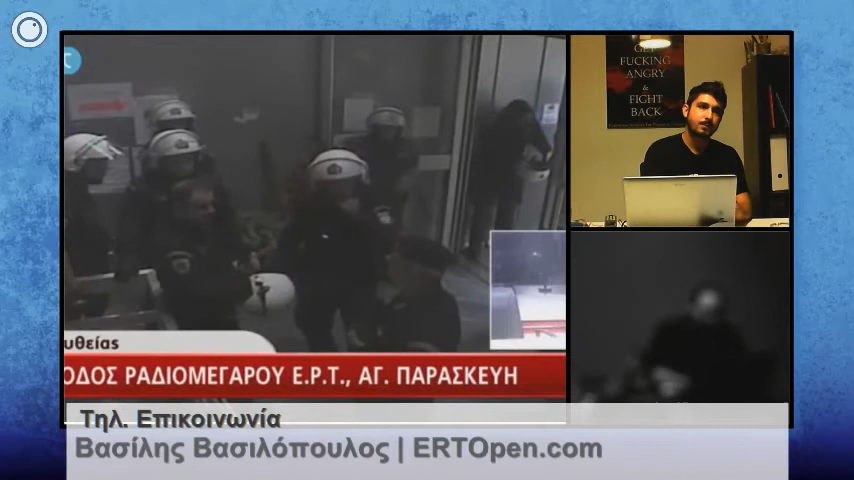 υθείας
ΟΔΟΣ ΡΑΔΙΟΜΕΓΑΡΟΥ Ε.Ρ.Τ., ΑΓ. ΠΑΡΑΣΚΕΥΗ
GET
FUCKING
ANGRY
&
FIGHT
BACK
Τηλ. Επικοινωνία
Βασίλης Βασιλόπουλος | ERTOpen.com